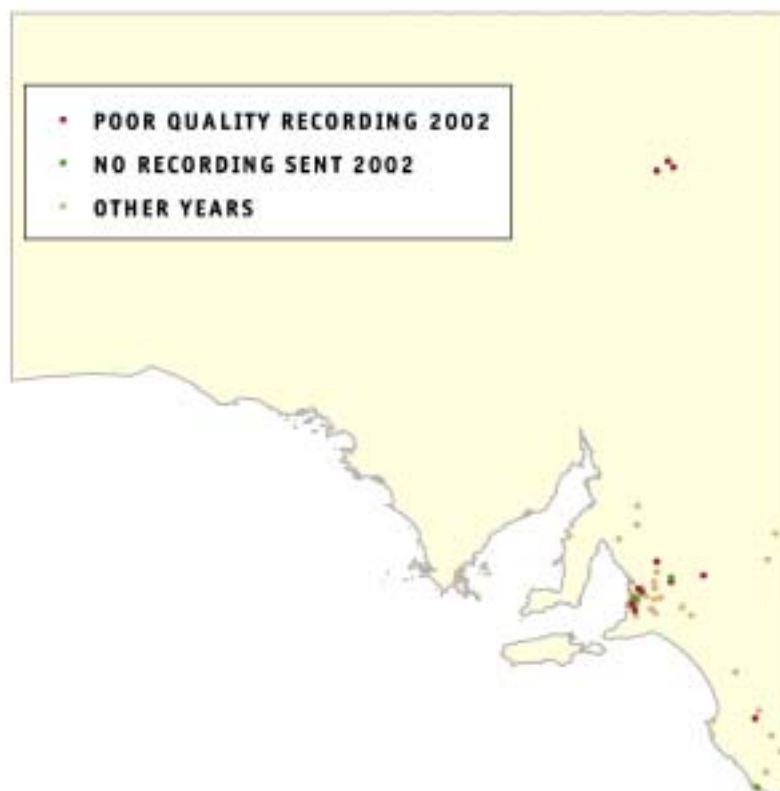 POOR QUALITY RECORDING 2002
NO RECORDING SENT 2002
OTHER YEARS